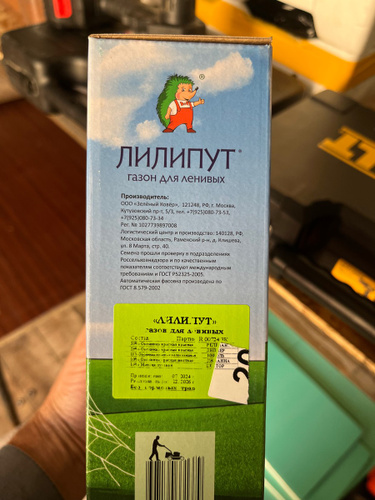 ЛИЛИПУТ®
газон для ленивых
Производитель:
ООО «Зелёный Ковёр», 121248, РФ, г. Москва,
Кутузовский пр-т, 5/3, тел. +7(925)080-73-53,
+7(925)080-73-34
Рег. № 1027739897008
Логистический центр и производство: 140128, РФ,
Московская область, Раменский р-н, д. Клишева,
ул. 8 Марта, стр. 40.
Семена прошли проверку в подразделениях
Россельхознадзора и по качественным
показателям соответствуют международным
требованиям и ГОСТ Р52325-2005.
Автоматическая фасовка произведена по
ГОСТ 8.579-2002
«ЛИЛИПУТ»
газон для ленивых
Состав Партия
20